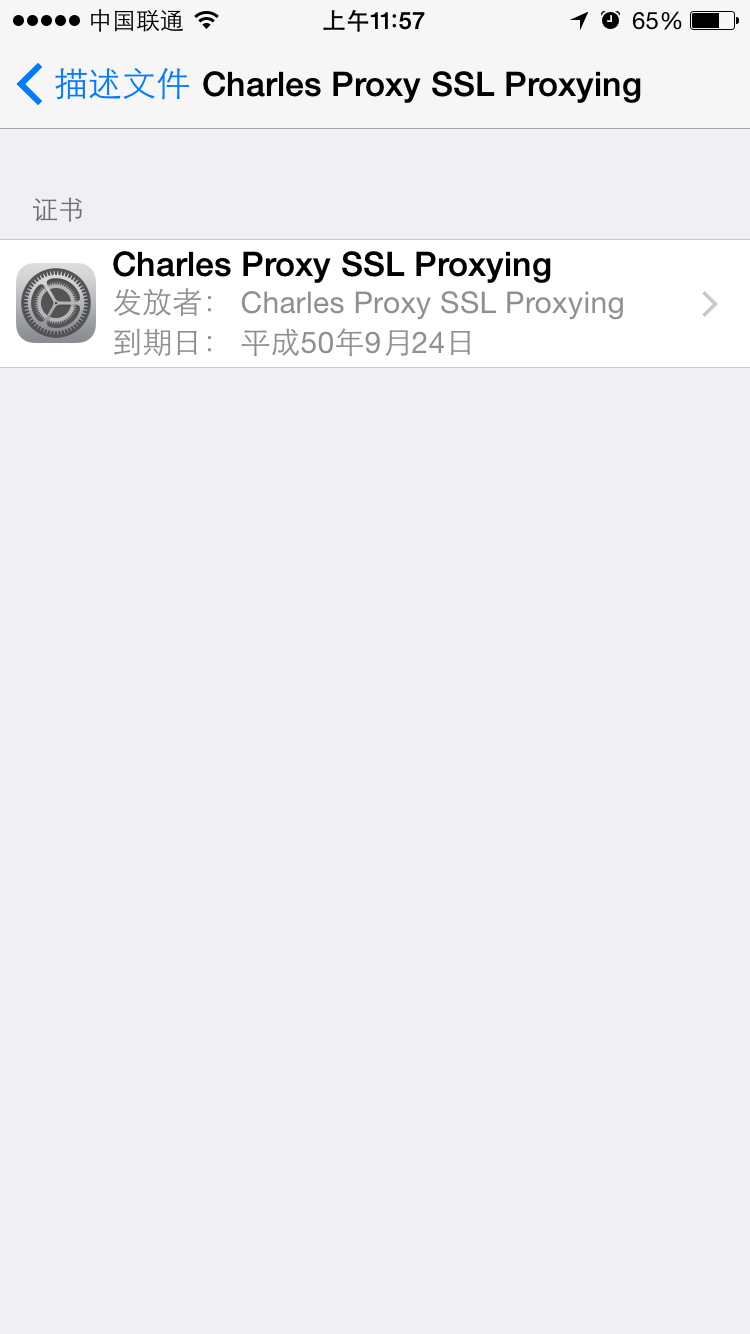 中国联通 上午11:57 65%
描述文件 Charles Proxy SSL Proxying
证书
Charles Proxy SSL Proxying
发放者： Charles Proxy SSL Proxying
到期日： 平成50年9月24日